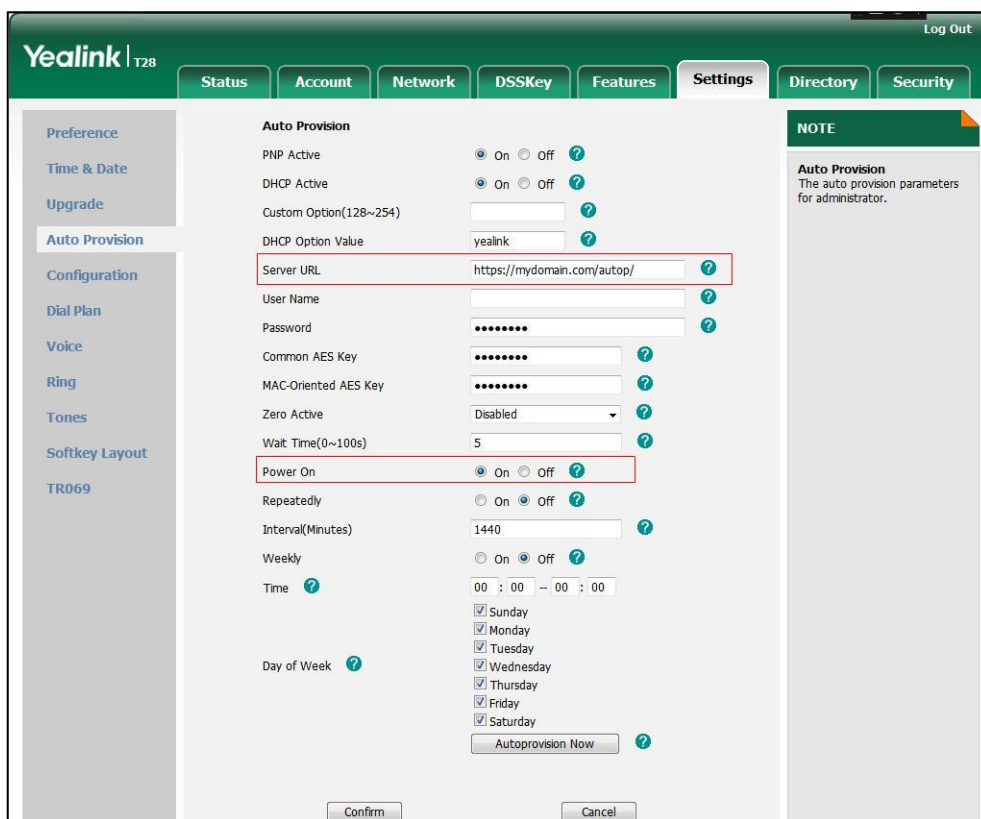 Log Out
Yealink T28
Status Account Network DSSKey Features Settings Directory Security
Preference
Time & Date
Upgrade
Auto Provision
Configuration
Dial Plan
Voice
Ring
Tones
Softkey Layout
TR069
Auto Provision
PNP Active On Off ?
DHCP Active On Off ?
Custom Option(128~254) ?
DHCP Option Value yealink ?
Server URL https://mydomain.com/autop/ ?
User Name ?
Password •••••••• ?
Common AES Key •••••••• ?
MAC-Oriented AES Key •••••••• ?
Zero Active Disabled ?
Wait Time(0~100s) 5 ?
Power On On Off ?
Repeatedly On Off ?
Interval(Minutes) 1440 ?
Weekly On Off ?
Time ? 00 : 00 -- 00 : 00
Day of Week ?
Sunday
Monday
Tuesday
Wednesday
Thursday
Friday
Saturday
Autoprovision Now ?
Confirm Cancel
NOTE
Auto Provision
The auto provision parameters
for administrator.